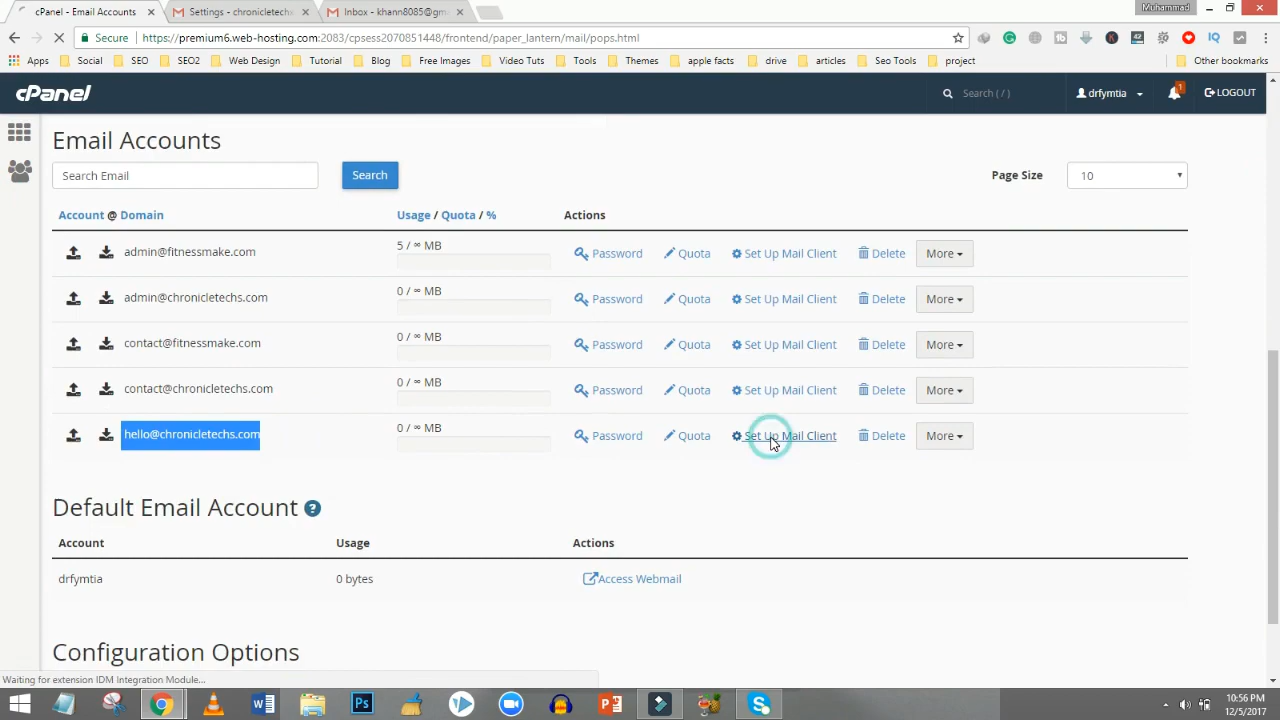 cPanel - Email Accounts
Settings - chronicletechs
Inbox - khann8085@gm
Muhammad
Secure
https://premium6.web-hosting.com:2083/cpsess2070851448/frontend/paper_lantern/mail/pops.html
Apps Social SEO SEO2 Web Design Tutorial Blog Free Images Video Tuts Tools Themes apple facts drive articles Seo Tools project Other bookmarks
cPanel Search ( / ) drfymtia 1 LOGOUT
Email Accounts
Search Email Search Page Size 10
Account @ Domain Usage / Quota / % Actions
admin@fitnessmake.com 5 / ∞ MB Password Quota Set Up Mail Client Delete More
admin@chronicletechs.com 0 / ∞ MB Password Quota Set Up Mail Client Delete More
contact@fitnessmake.com 0 / ∞ MB Password Quota Set Up Mail Client Delete More
contact@chronicletechs.com 0 / ∞ MB Password Quota Set Up Mail Client Delete More
hello@chronicletechs.com 0 / ∞ MB Password Quota Set Up Mail Client Delete More
Default Email Account ?
Account Usage Actions
drfymtia 0 bytes Access Webmail
Configuration Options
Waiting for extension IDM Integration Module...
10:56 PM
12/5/2017